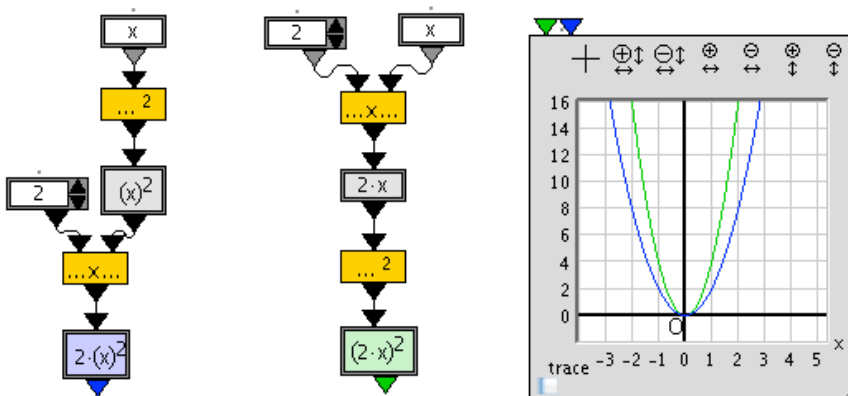 x
... ²
2
(x)²
...x...
2·(x)²
2
x
...x...
2·x
... ²
(2·x)²
16
14
12
10
8
6
4
2
0
O
x
-3 -2 -1 0 1 2 3 4 5
trace